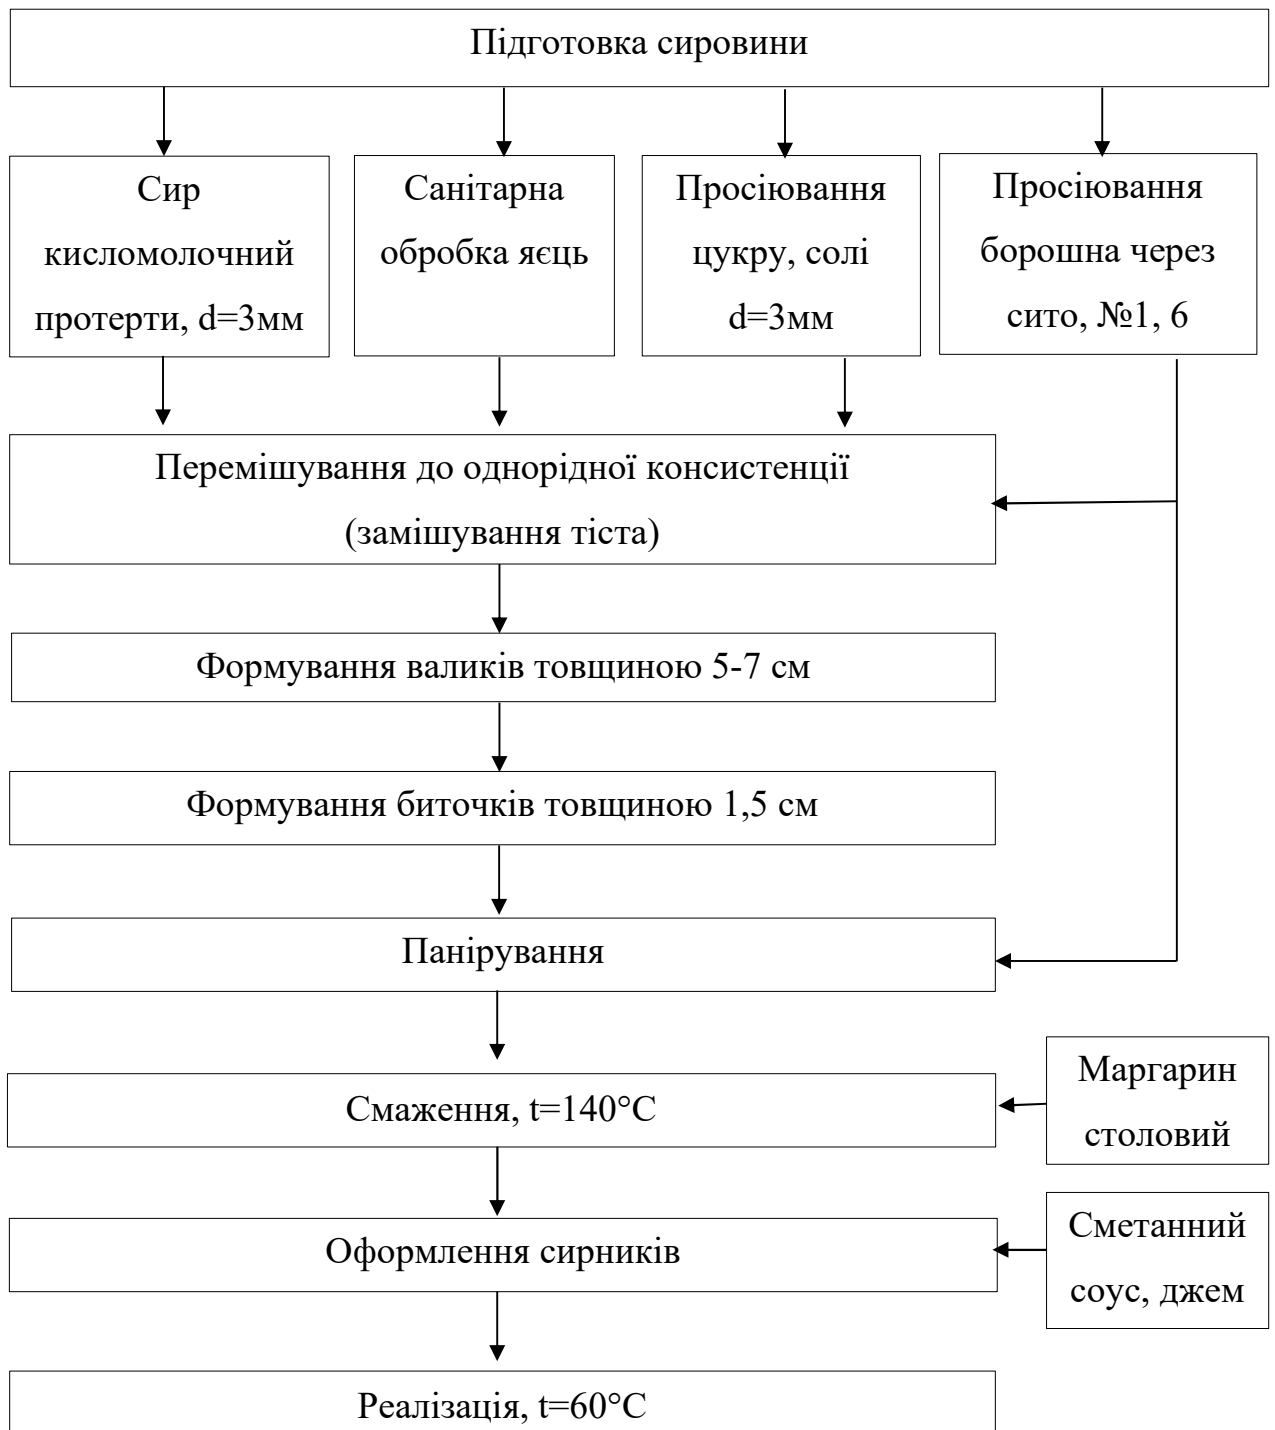 Підготовка сировини
Сир
кисломолочний
протерти, d=3мм
Санітарна
обробка яєць
Просіювання
цукру, солі
d=3мм
Просіювання
борошна через
сито, №1, 6
Перемішування до однорідної консистенції
(замішування тіста)
Формування валиків товщиною 5-7 см
Формування биточків товщиною 1,5 см
Панірування
Смаження, t=140°С
Маргарин
столовий
Оформлення сирників
Сметанний
соус, джем
Реалізація, t=60°С